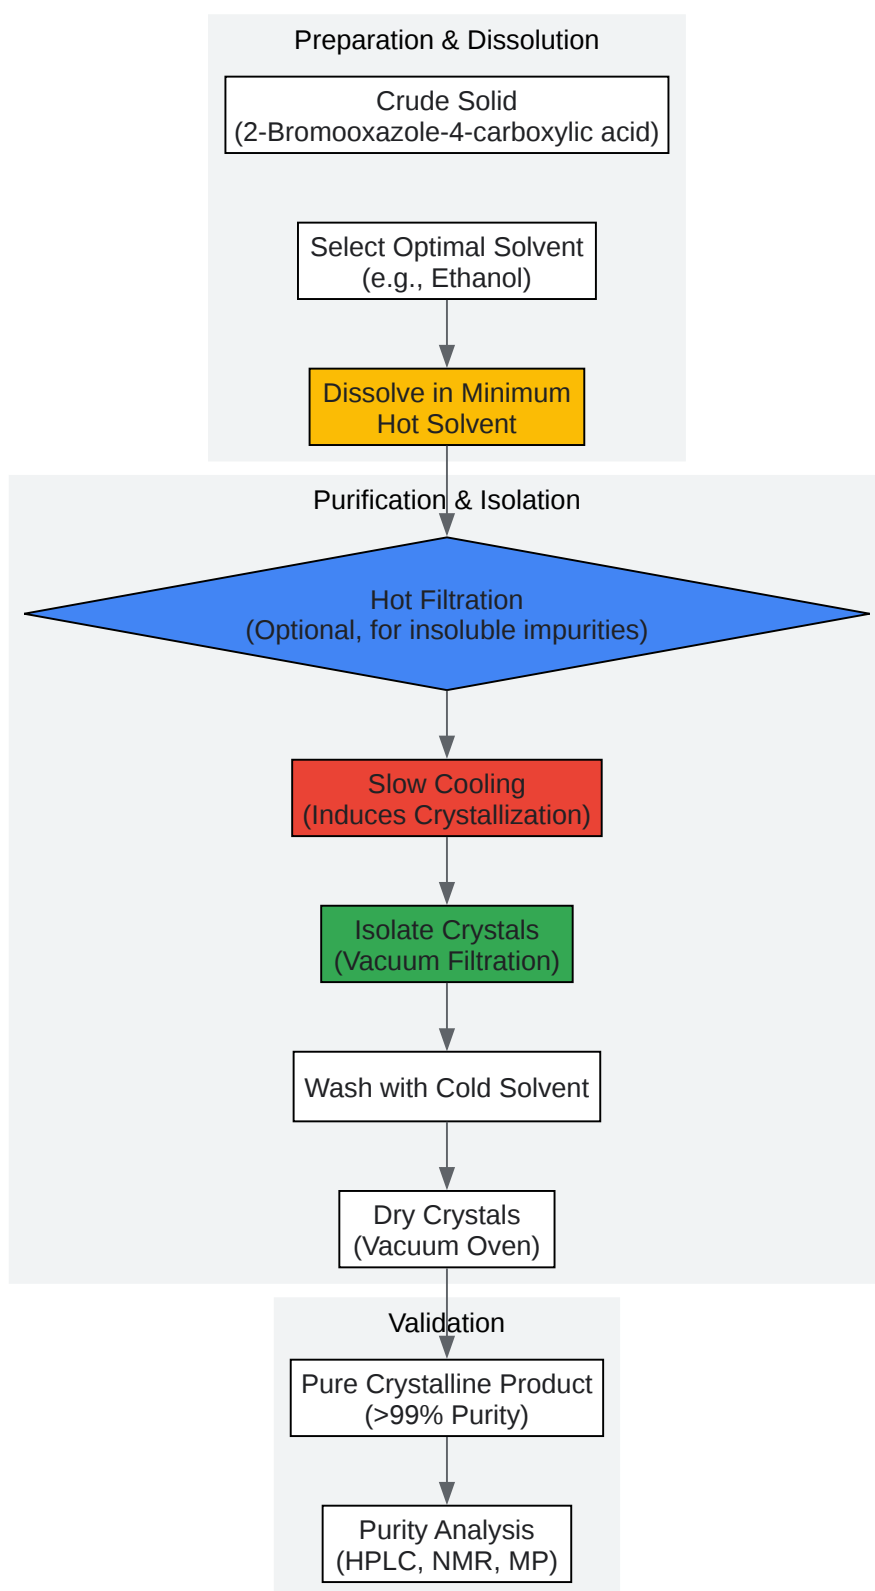 Preparation & Dissolution
Crude Solid
(2-Bromooxazole-4-carboxylic acid)
Select Optimal Solvent
(e.g., Ethanol)
Dissolve in Minimum
Hot Solvent
Purification & Isolation
Hot Filtration
(Optional, for insoluble impurities)
Slow Cooling
(Induces Crystallization)
Isolate Crystals
(Vacuum Filtration)
Wash with Cold Solvent
Dry Crystals
(Vacuum Oven)
Validation
Pure Crystalline Product
(>99% Purity)
Purity Analysis
(HPLC, NMR, MP)